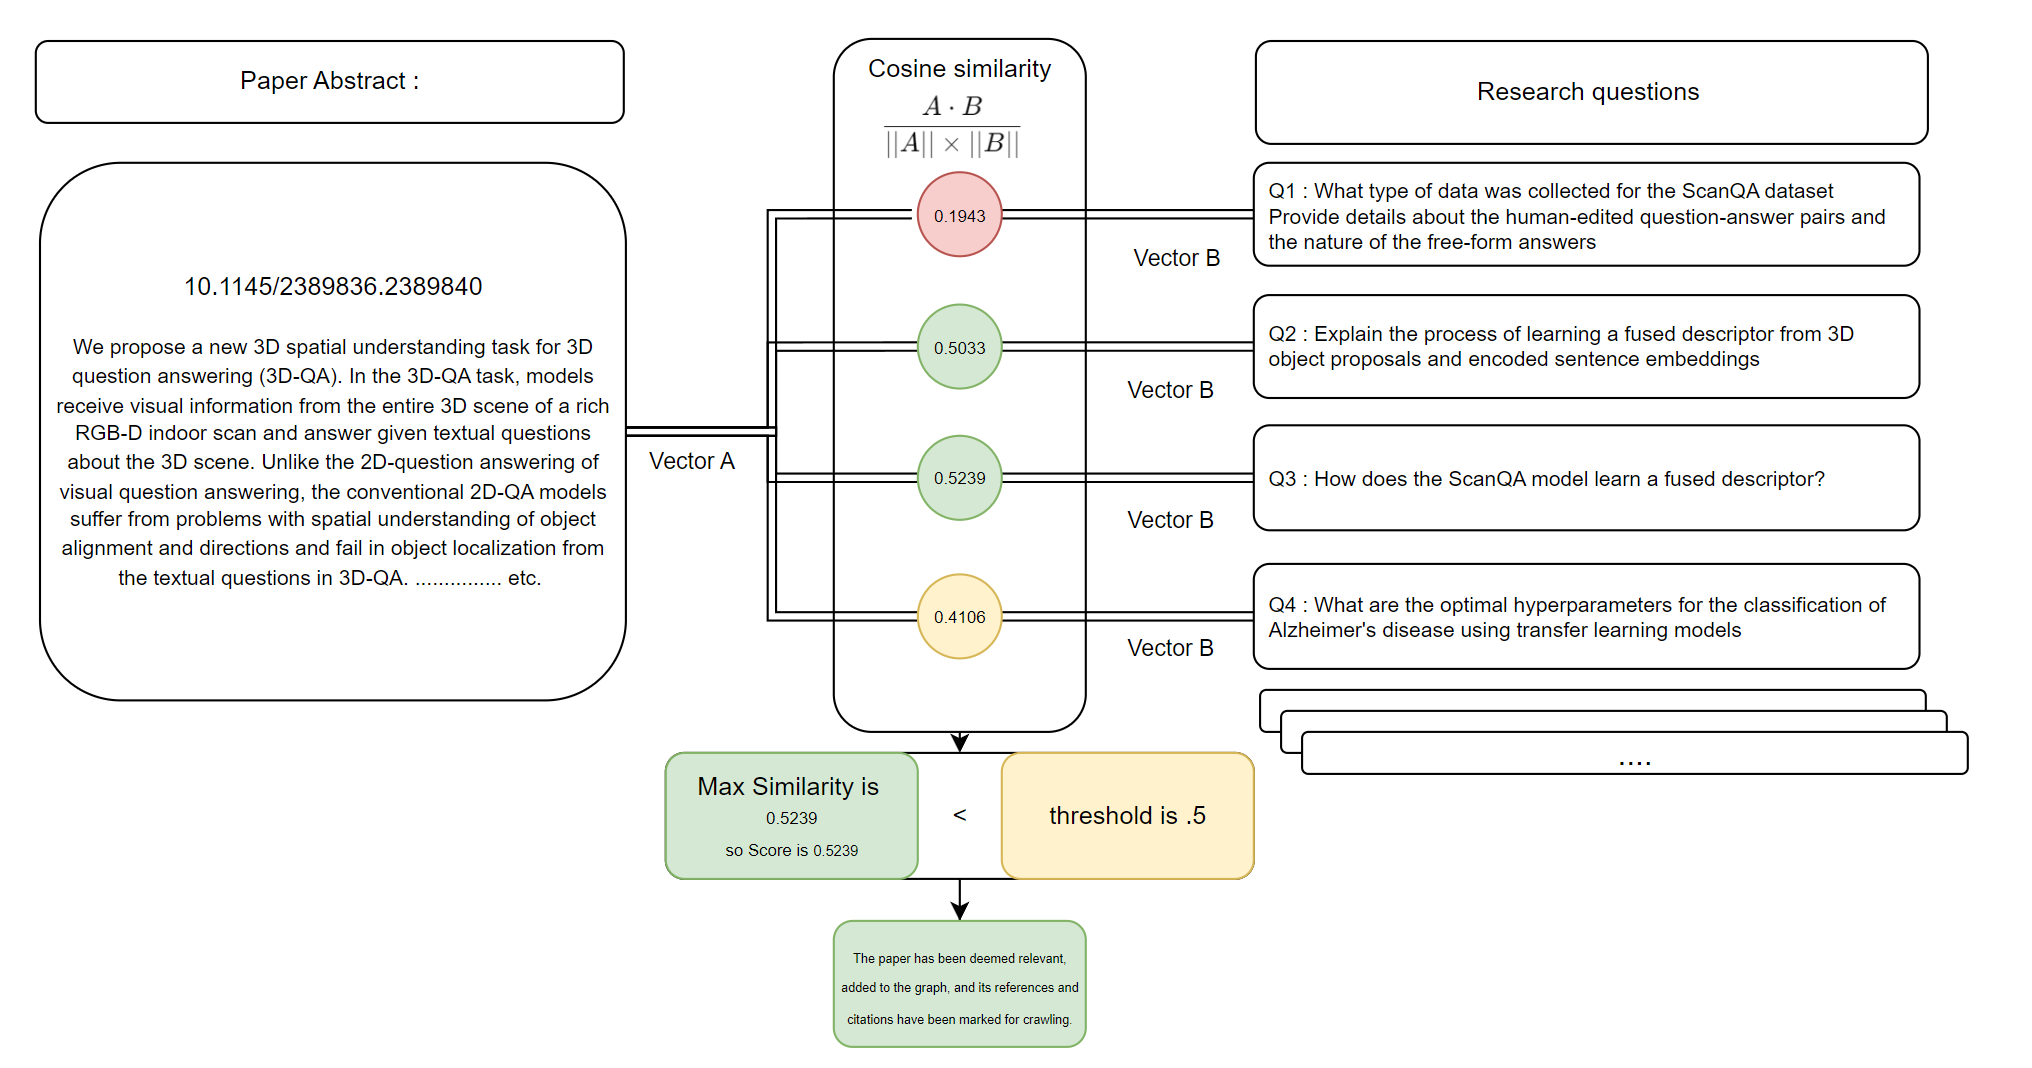 Paper Abstract :
10.1145/2389836.2389840
We propose a new 3D spatial understanding task for 3D
question answering (3D-QA). In the 3D-QA task, models
receive visual information from the entire 3D scene of a rich
RGB-D indoor scan and answer given textual questions
about the 3D scene. Unlike the 2D-question answering of
visual question answering, the conventional 2D-QA models
suffer from problems with spatial understanding of object
alignment and directions and fail in object localization from
the textual questions in 3D-QA. ............... etc.
Vector A
Cosine similarity
A · B
||A|| × ||B||
0.1943
0.5033
0.5239
0.4106
Vector B
Vector B
Vector B
Vector B
Research questions
Q1 : What type of data was collected for the ScanQA dataset
Provide details about the human-edited question-answer pairs and
the nature of the free-form answers
Q2 : Explain the process of learning a fused descriptor from 3D
object proposals and encoded sentence embeddings
Q3 : How does the ScanQA model learn a fused descriptor?
Q4 : What are the optimal hyperparameters for the classification of
Alzheimer's disease using transfer learning models
....
Max Similarity is
0.5239
so Score is 0.5239
<
threshold is .5
The paper has been deemed relevant,
added to the graph, and its references and
citations have been marked for crawling.